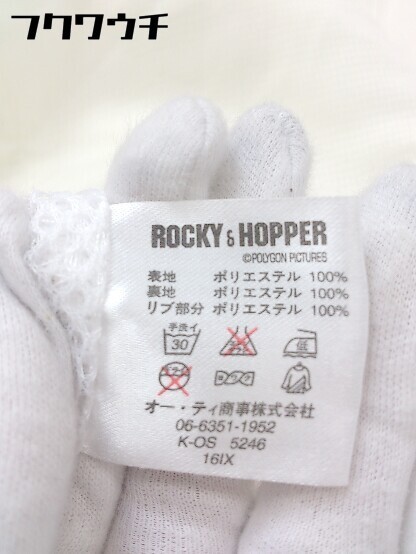 フクワウチ
ROCKY & HOPPER
©POLYGON PICTURES
表地 ポリエステル 100%
裏地 ポリエステル 100%
リブ部分 ポリエステル 100%
手洗イ
30
低
オー・ティ商事株式会社
06-6351-1952
K-OS 5246
16IX